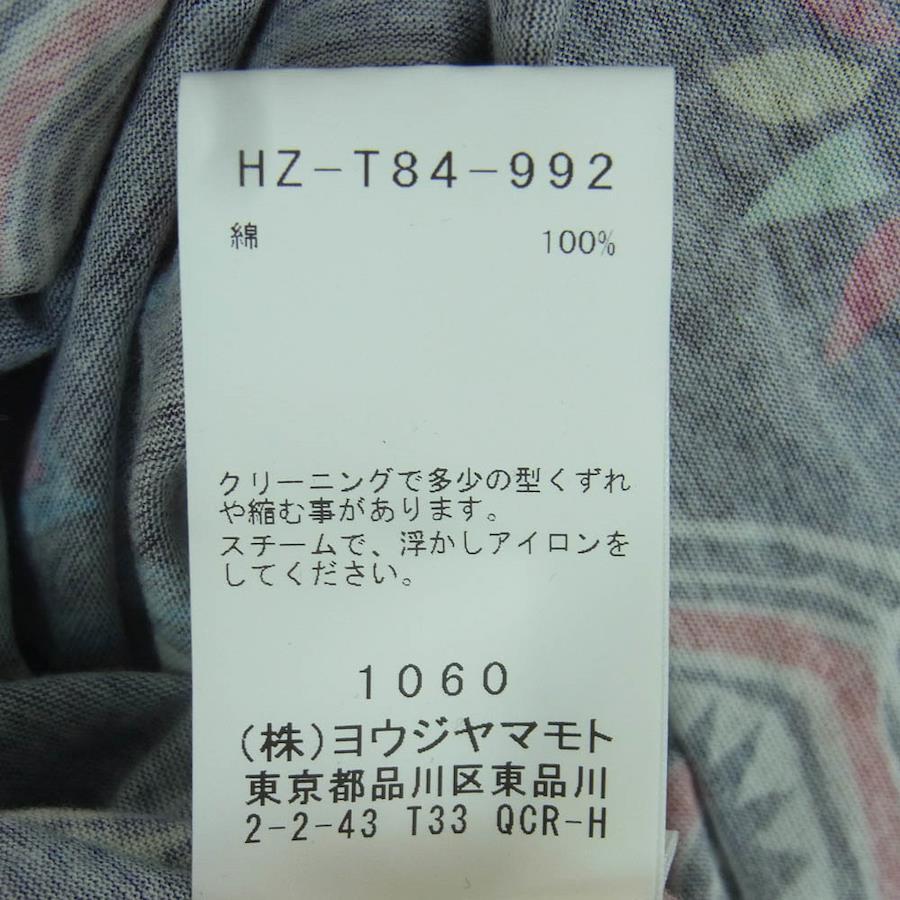 HZ-T84-992
綿 100%
クリーニングで多少の型くずれ
や縮む事があります。
スチームで、浮かしアイロンを
してください。
1060
(株)ヨウジヤマモト
東京都品川区東品川
2-2-43 T33 QCR-H